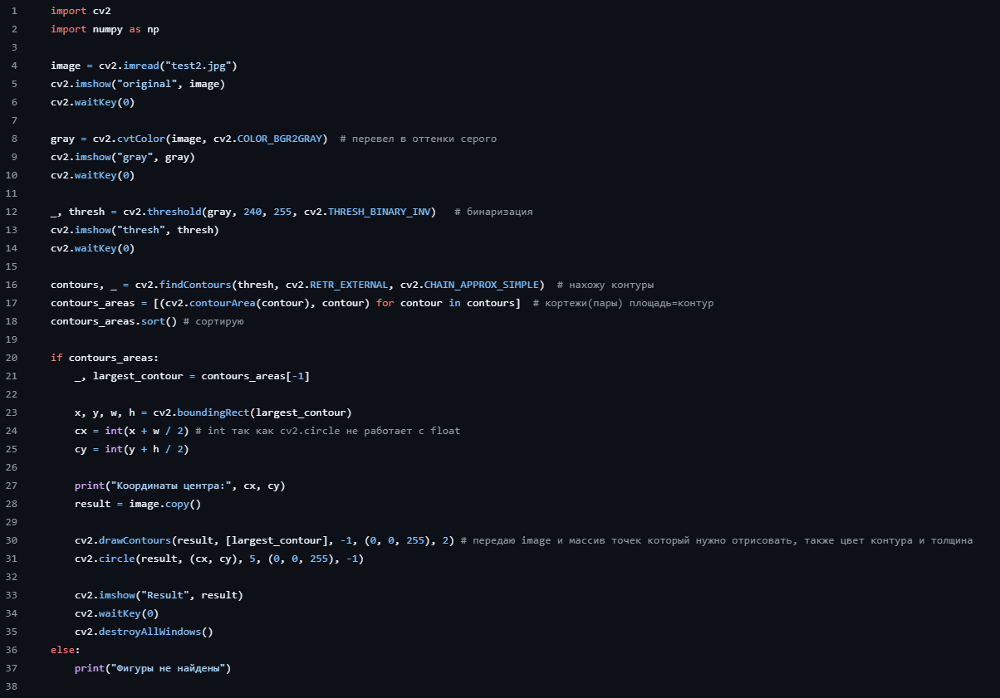 1 import cv2
2 import numpy as np
3
4 image = cv2.imread("test2.jpg")
5 cv2.imshow("original", image)
6 cv2.waitKey(0)
7
8 gray = cv2.cvtColor(image, cv2.COLOR_BGR2GRAY)  # перевел в оттенки серого
9 cv2.imshow("gray", gray)
10 cv2.waitKey(0)
11
12 _, thresh = cv2.threshold(gray, 240, 255, cv2.THRESH_BINARY_INV)   # бинаризация
13 cv2.imshow("thresh", thresh)
14 cv2.waitKey(0)
15
16 contours, _ = cv2.findContours(thresh, cv2.RETR_EXTERNAL, cv2.CHAIN_APPROX_SIMPLE)  # нахожу контуры
17 contours_areas = [(cv2.contourArea(contour), contour) for contour in contours]  # кортежи(пары) площадь=контур
18 contours_areas.sort() # сортирую
19
20 if contours_areas:
21     _, largest_contour = contours_areas[-1]
22
23     x, y, w, h = cv2.boundingRect(largest_contour)
24     cx = int(x + w / 2) # int так как cv2.circle не работает с float
25     cy = int(y + h / 2)
26
27     print("Координаты центра:", cx, cy)
28     result = image.copy()
29
30     cv2.drawContours(result, [largest_contour], -1, (0, 0, 255), 2) # передаю image и массив точек который нужно отрисовать, также цвет контура и толщина
31     cv2.circle(result, (cx, cy), 5, (0, 0, 255), -1)
32
33     cv2.imshow("Result", result)
34     cv2.waitKey(0)
35     cv2.destroyAllWindows()
36 else:
37     print("Фигуры не найдены")
38